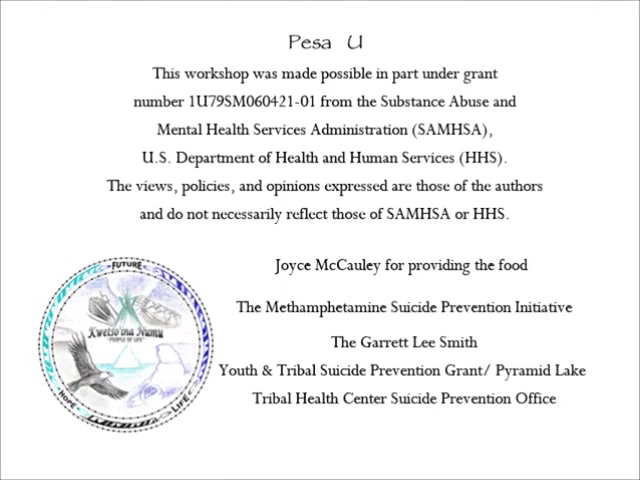 Pesa U
This workshop was made possible in part under grant
number 1U79SM060421-01 from the Substance Abuse and
Mental Health Services Administration (SAMHSA),
U.S. Department of Health and Human Services (HHS).
The views, policies, and opinions expressed are those of the authors
and do not necessarily reflect those of SAMHSA or HHS.
Joyce McCauley for providing the food
The Methamphetamine Suicide Prevention Initiative
The Garrett Lee Smith
Youth & Tribal Suicide Prevention Grant/ Pyramid Lake
Tribal Health Center Suicide Prevention Office
FUTURE
Kwetso'ina Numu
"PEOPLE OF LIFE"
HOPE
LIFE